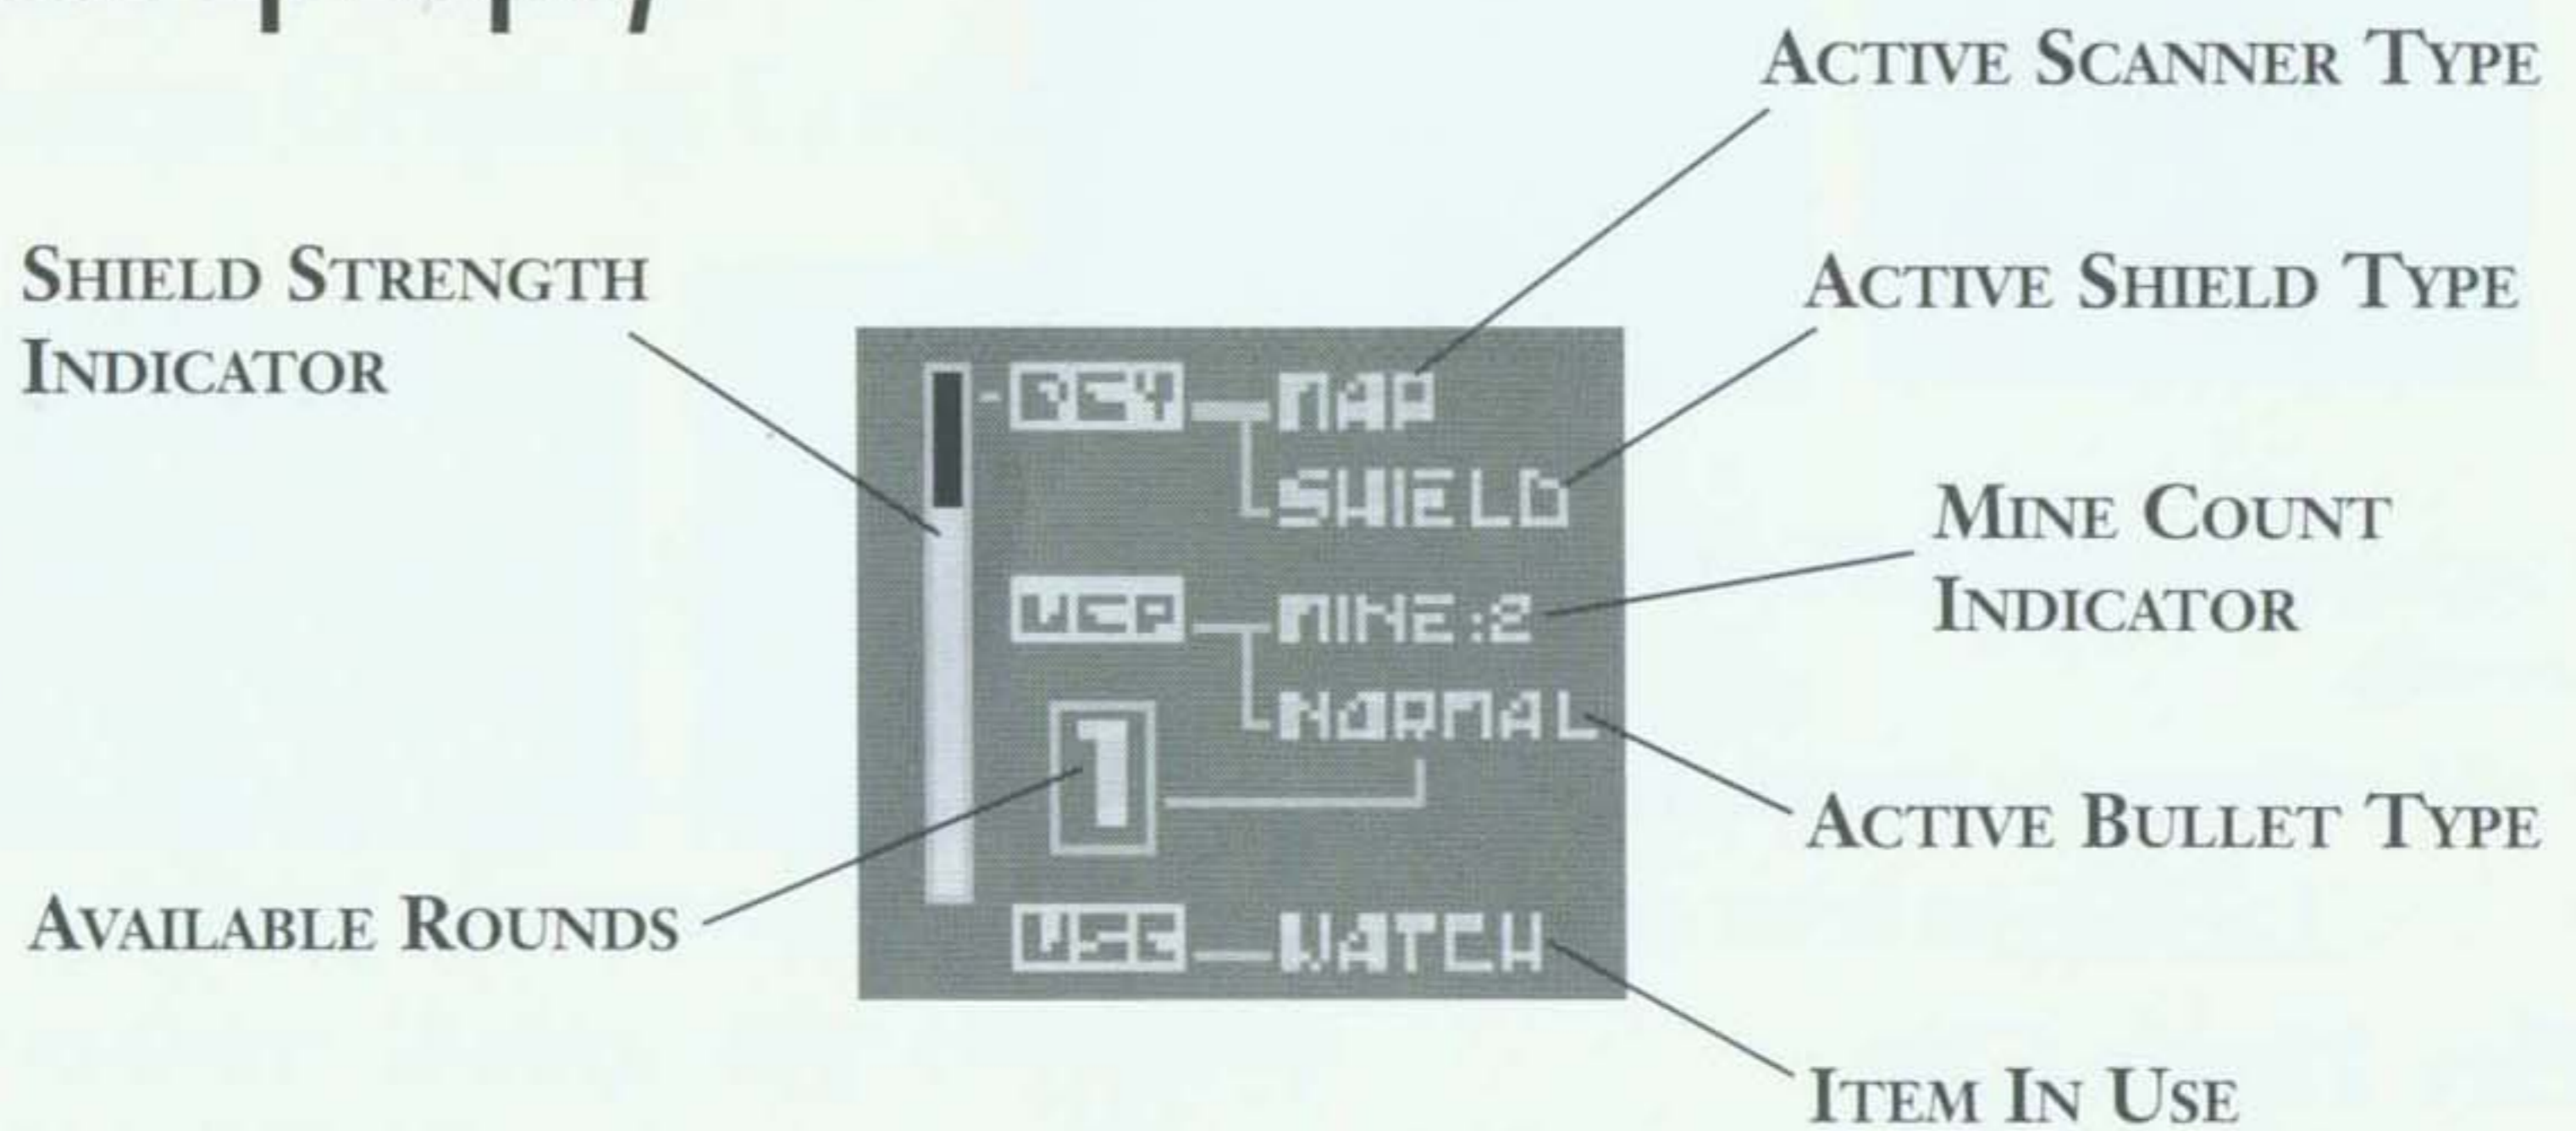 ACTIVE SCANNER TYPE
SHIELD STRENGTH
INDICATOR
ACTIVE SHIELD TYPE
DEV MAP
SHIELD
MINE COUNT
INDICATOR
WEP MINE:2
NORMAL
1
ACTIVE BULLET TYPE
AVAILABLE ROUNDS
USE WATCH
ITEM IN USE